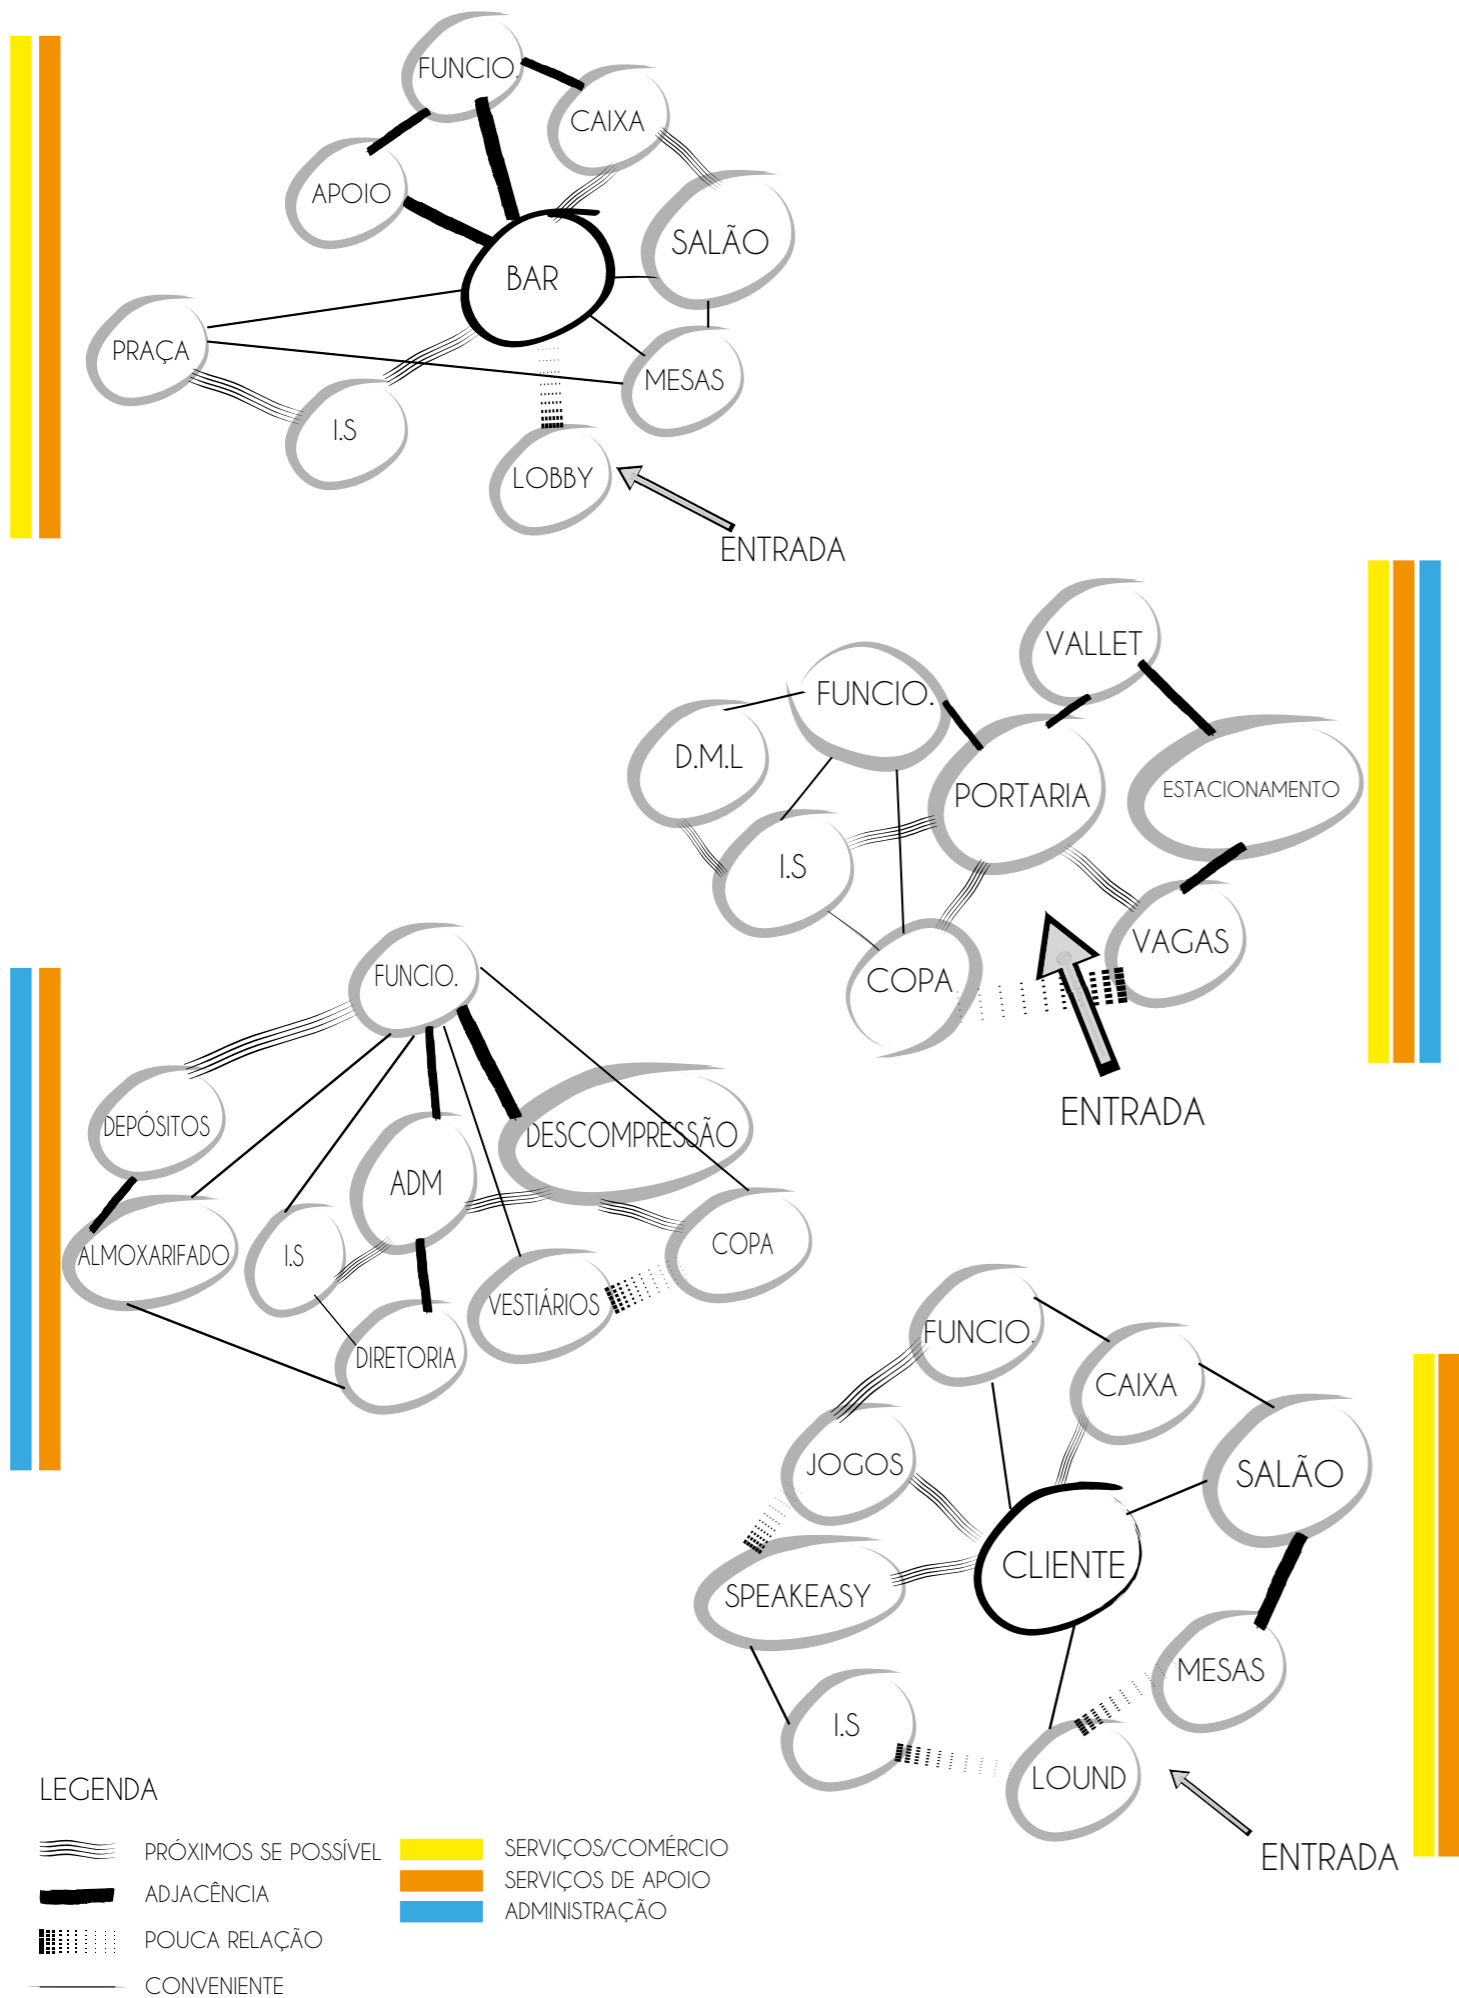 FUNCIO.
CAIXA
APOIO
SALÃO
BAR
PRAÇA
MESAS
I.S
LOBBY
ENTRADA
VALLET
FUNCIO.
D.M.L
PORTARIA
ESTACIONAMENTO
I.S
VAGAS
COPA
ENTRADA
FUNCIO.
DEPÓSITOS
DESCOMPRESSÃO
ADM
ALMOXARIFADO
I.S
COPA
VESTIÁRIOS
DIRETORIA
FUNCIO.
CAIXA
JOGOS
SALÃO
CLIENTE
SPEAKEASY
MESAS
I.S
LOUND
ENTRADA
LEGENDA
PRÓXIMOS SE POSSÍVEL
ADJACÊNCIA
POUCA RELAÇÃO
CONVENIENTE
SERVIÇOS/COMÉRCIO
SERVIÇOS DE APOIO
ADMINISTRAÇÃO